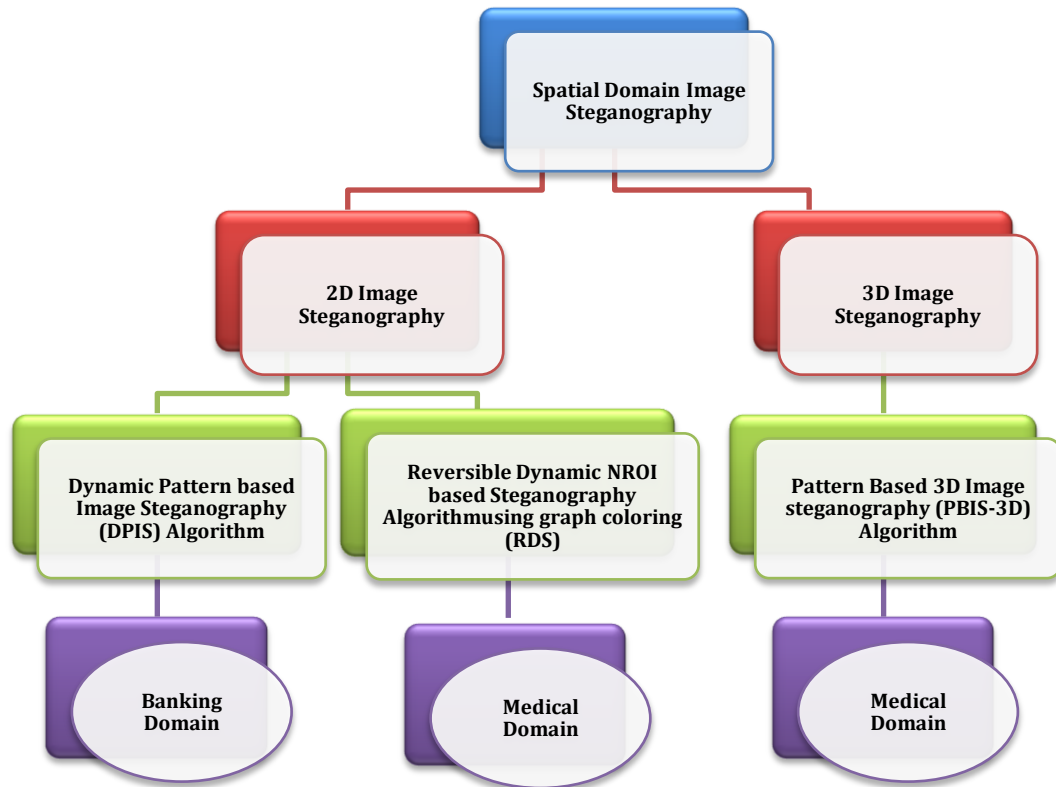 Spatial Domain Image
Steganography
2D Image
Steganography
3D Image
Steganography
Dynamic Pattern based
Image Steganography
(DPIS) Algorithm
Reversible Dynamic NROI
based Steganography
Algorithmusing graph coloring
(RDS)
Pattern Based 3D Image
steganography (PBIS-3D)
Algorithm
Banking
Domain
Medical
Domain
Medical
Domain